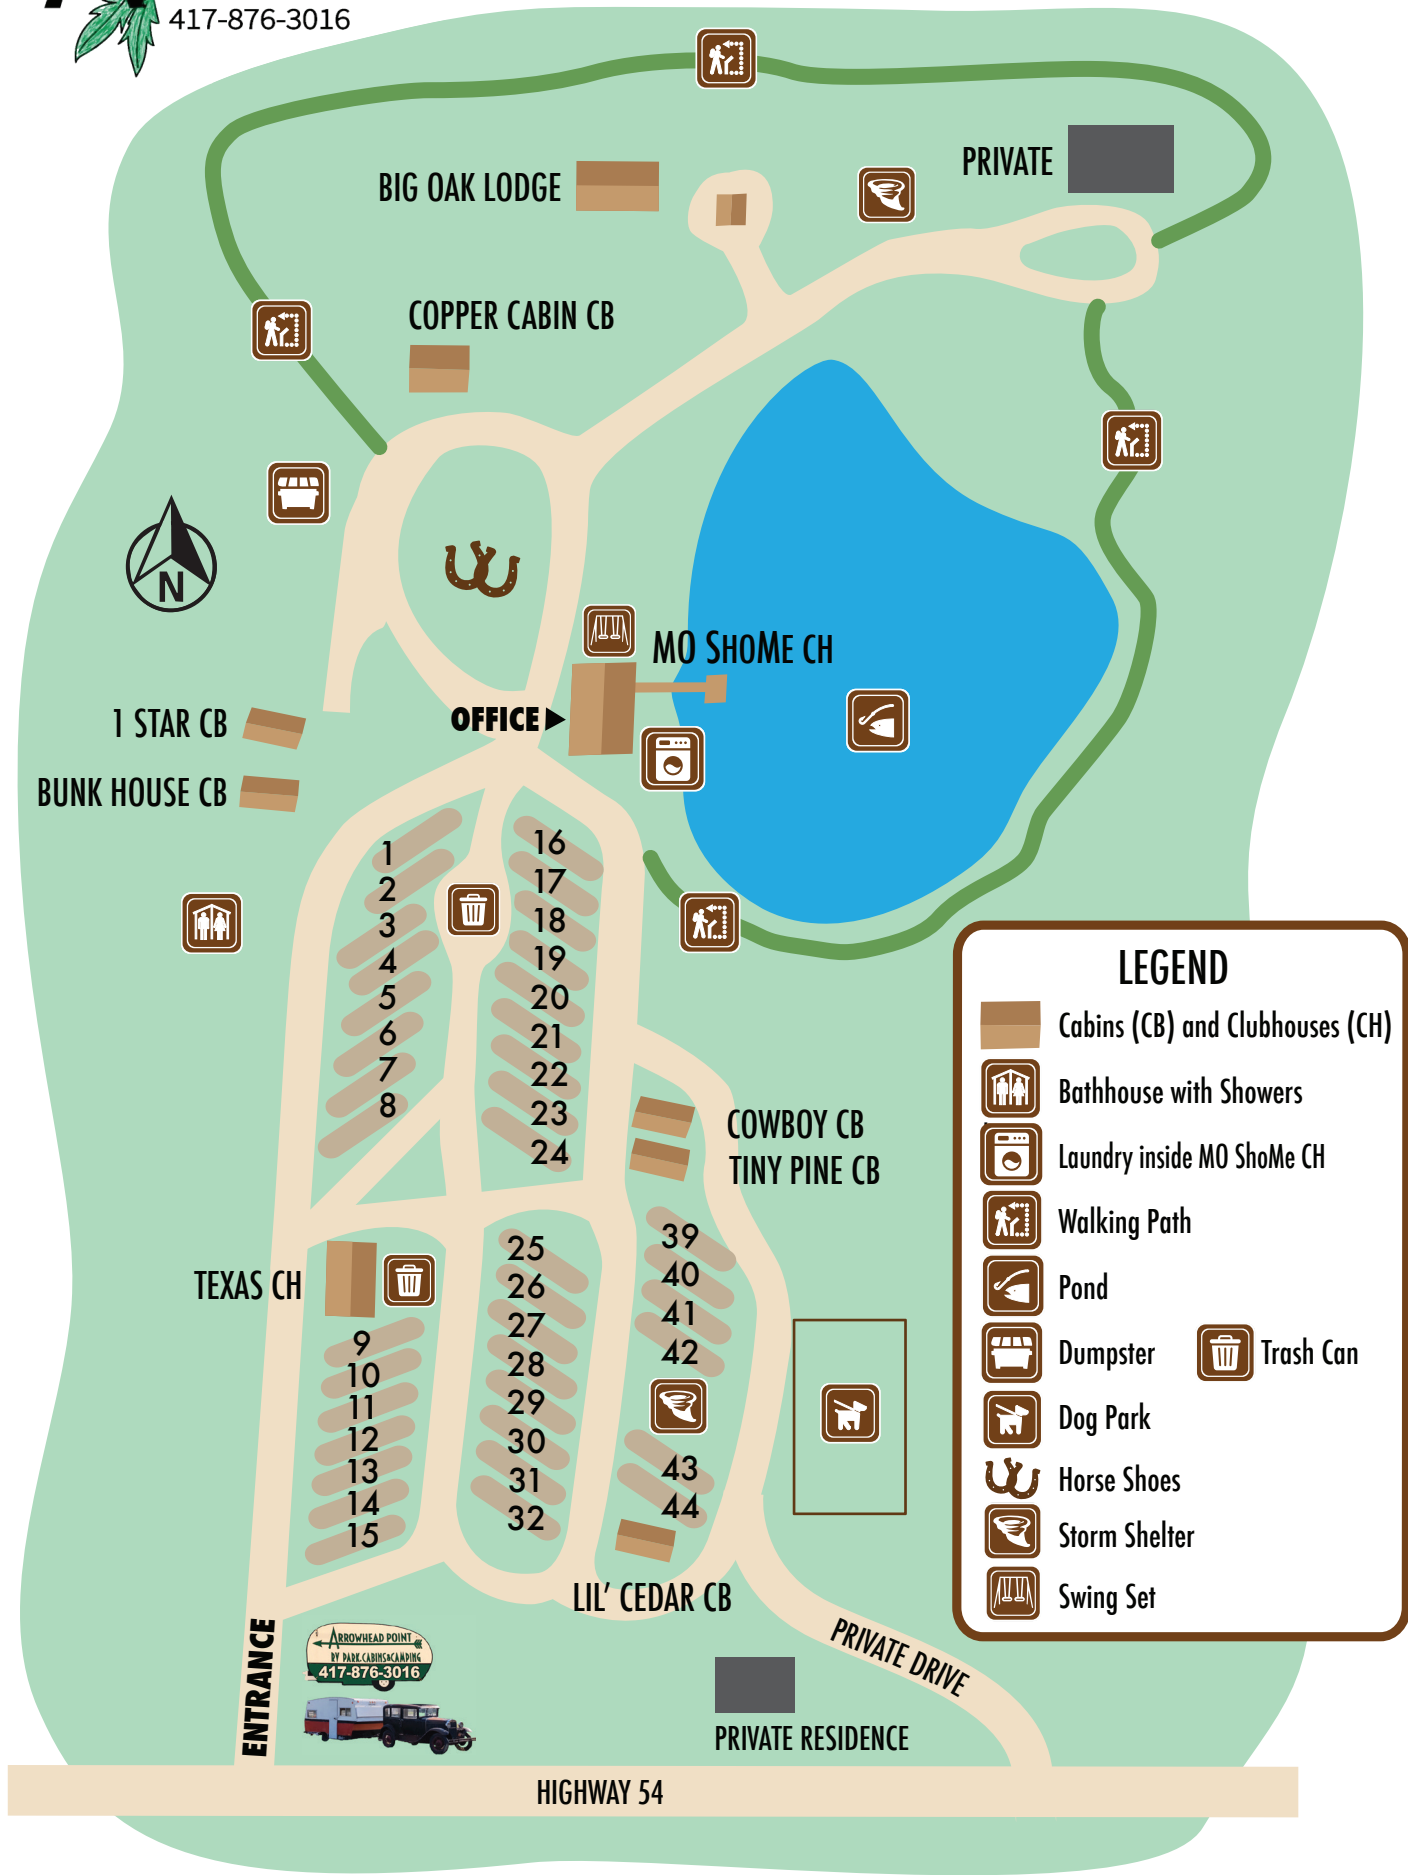 417-876-3016
PRIVATE
BIG OAK LODGE
COPPER CABIN CB
N
MO SHOME CH
OFFICE
1 STAR CB
BUNK HOUSE CB
1
2
3
4
5
6
7
8
16
17
18
19
20
21
22
23
24
COWBOY CB
TINY PINE CB
TEXAS CH
9
10
11
12
13
14
15
25
26
27
28
29
30
31
32
39
40
41
42
43
44
LIL' CEDAR CB
LEGEND
Cabins (CB) and Clubhouses (CH)
Bathhouse with Showers
Laundry inside MO ShoMe CH
Walking Path
Pond
Dumpster
Trash Can
Dog Park
Horse Shoes
Storm Shelter
Swing Set
ENTRANCE
ARROWHEAD POINT
RV PARK, CABINS & CAMPING
417-876-3016
PRIVATE DRIVE
PRIVATE RESIDENCE
HIGHWAY 54